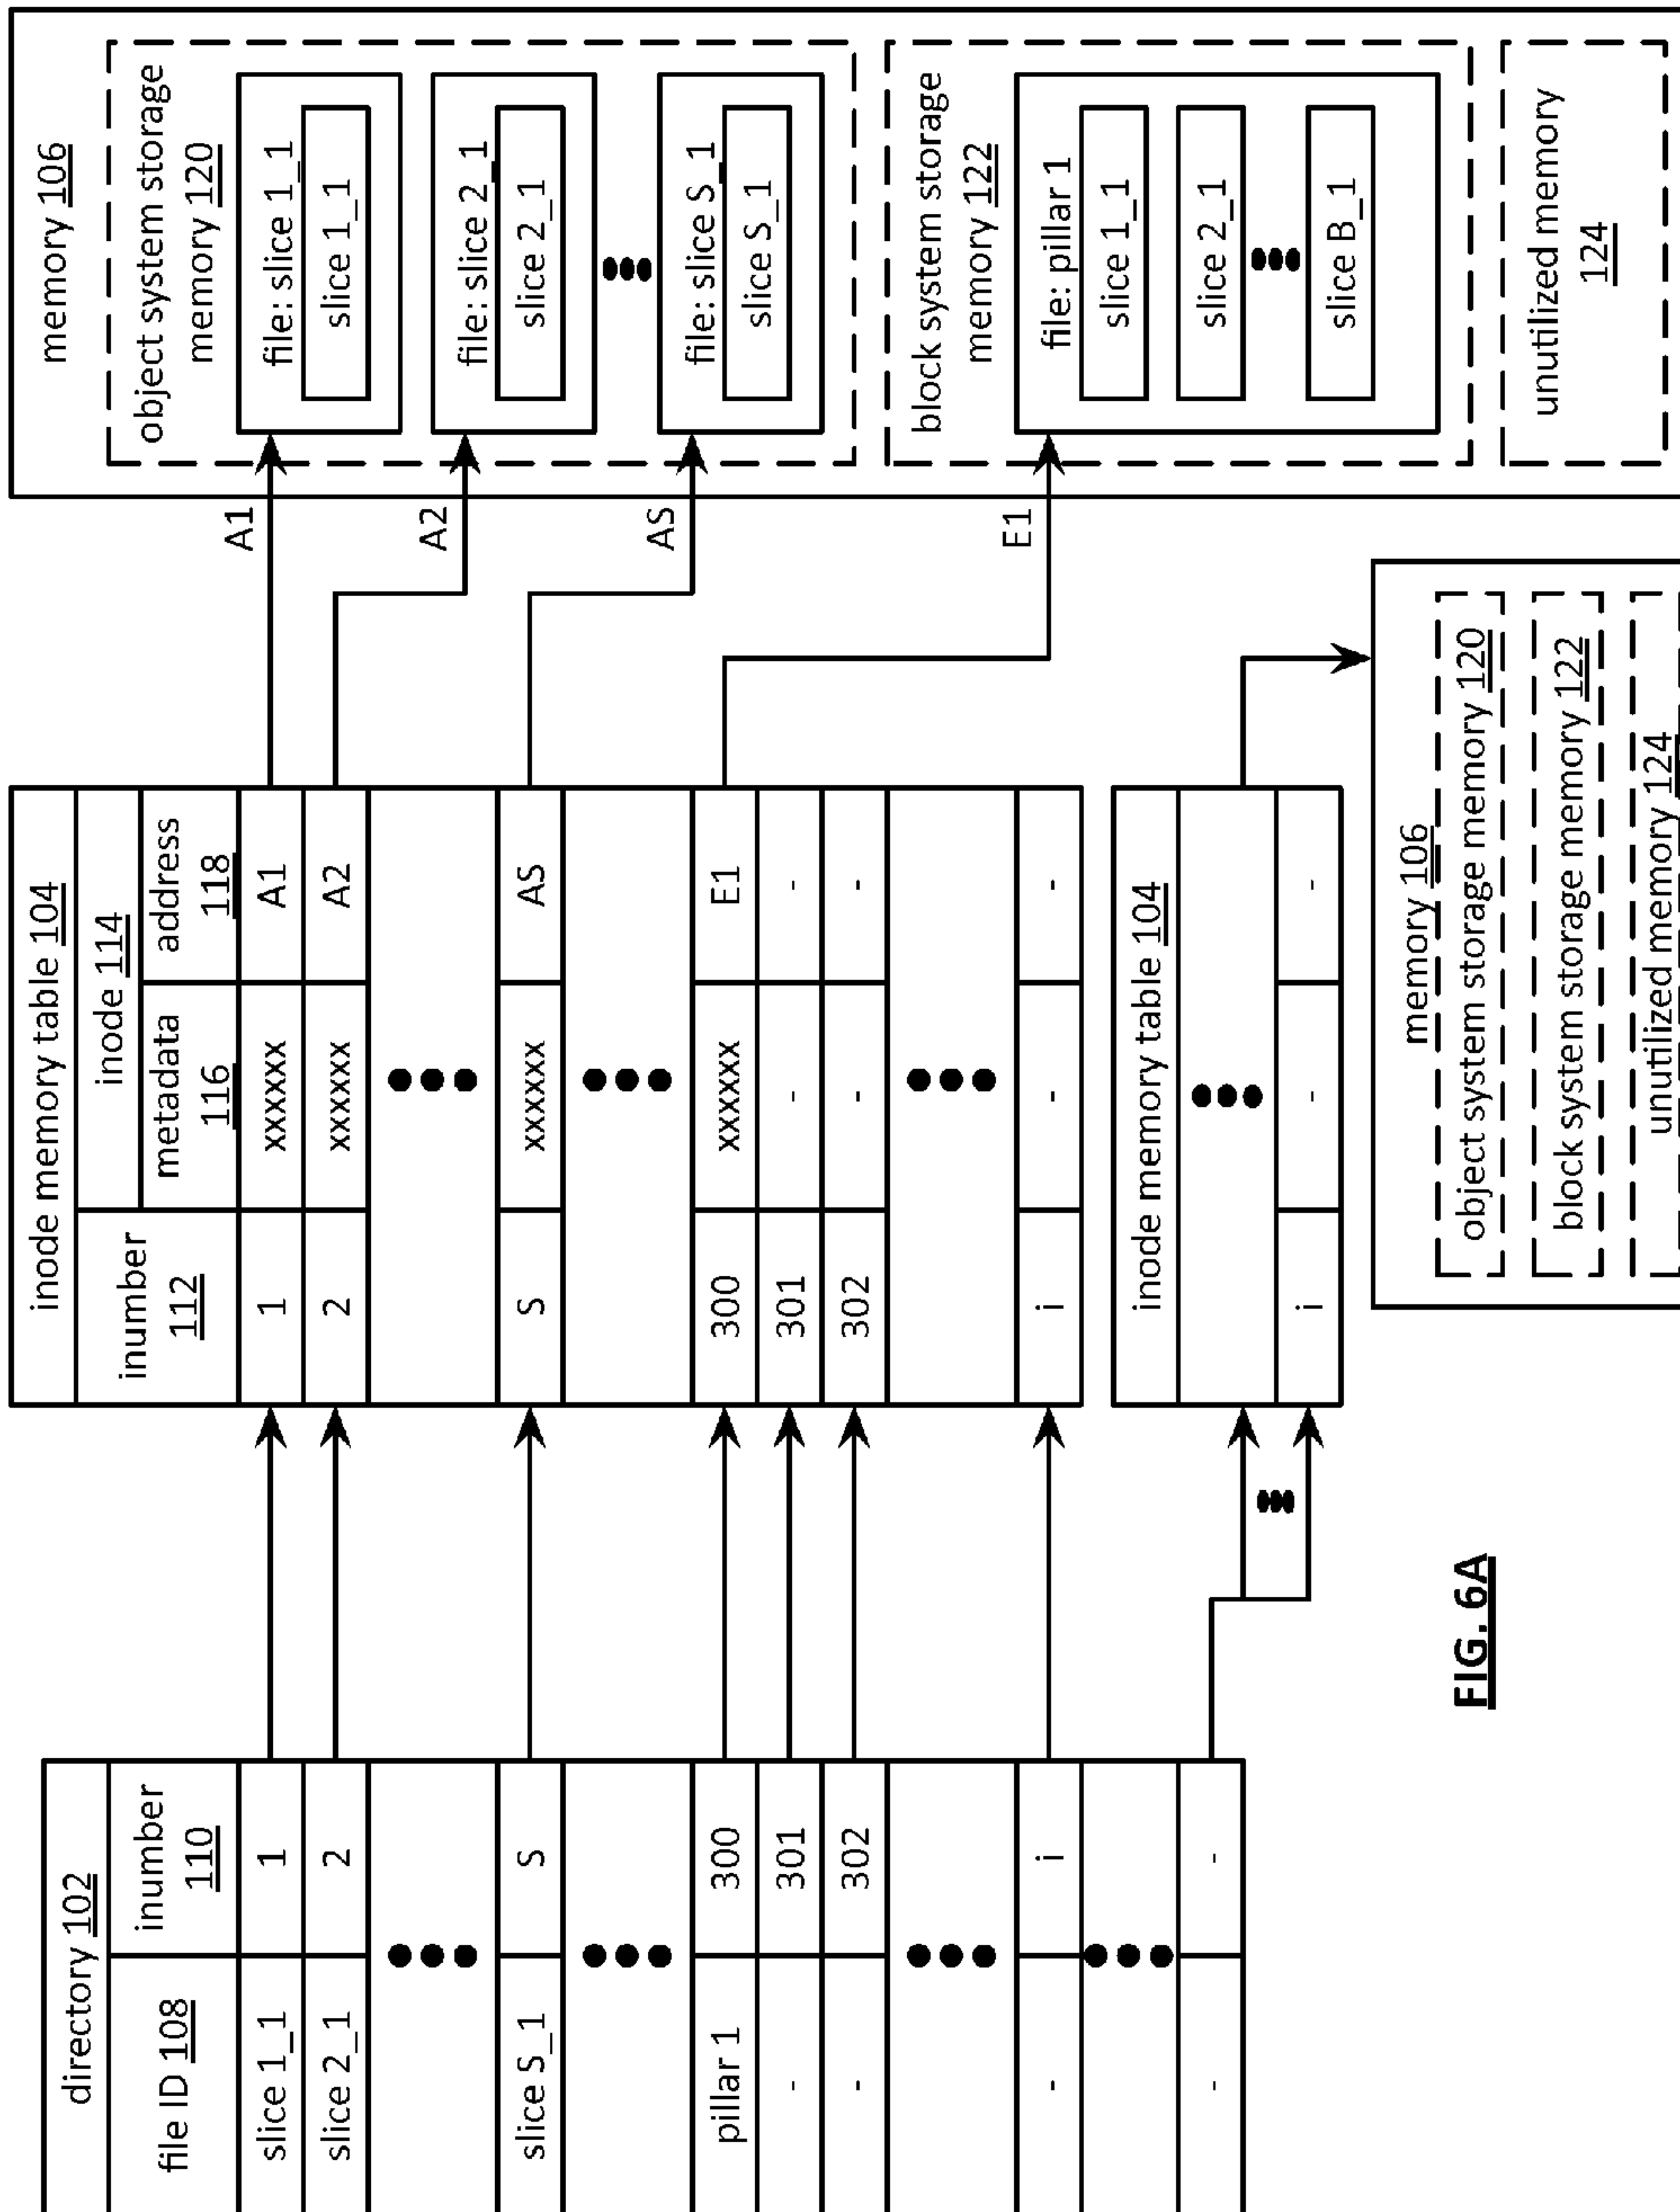 directory 102
file ID 108
inumber 110
slice 1_1
1
slice 2_1
2
slice S_1
S
pillar 1
300
-
301
-
302
-
i
-
-
inode memory table 104
inumber 112
inode 114
metadata 116
address 118
1
xxxxxx
A1
2
xxxxxx
A2
S
xxxxxx
AS
300
xxxxxx
E1
301
-
-
302
-
-
i
-
-
inode memory table 104
i
-
-
A1
A2
AS
E1
memory 106
object system storage
memory 120
file: slice 1_1
slice 1_1
file: slice 2_1
slice 2_1
file: slice S_1
slice S_1
block system storage
memory 122
file: pillar 1
slice 1_1
slice 2_1
slice B_1
unutilized memory
124
memory 106
object system storage memory 120
block system storage memory 122
unutilized memory 124
FIG. 6A